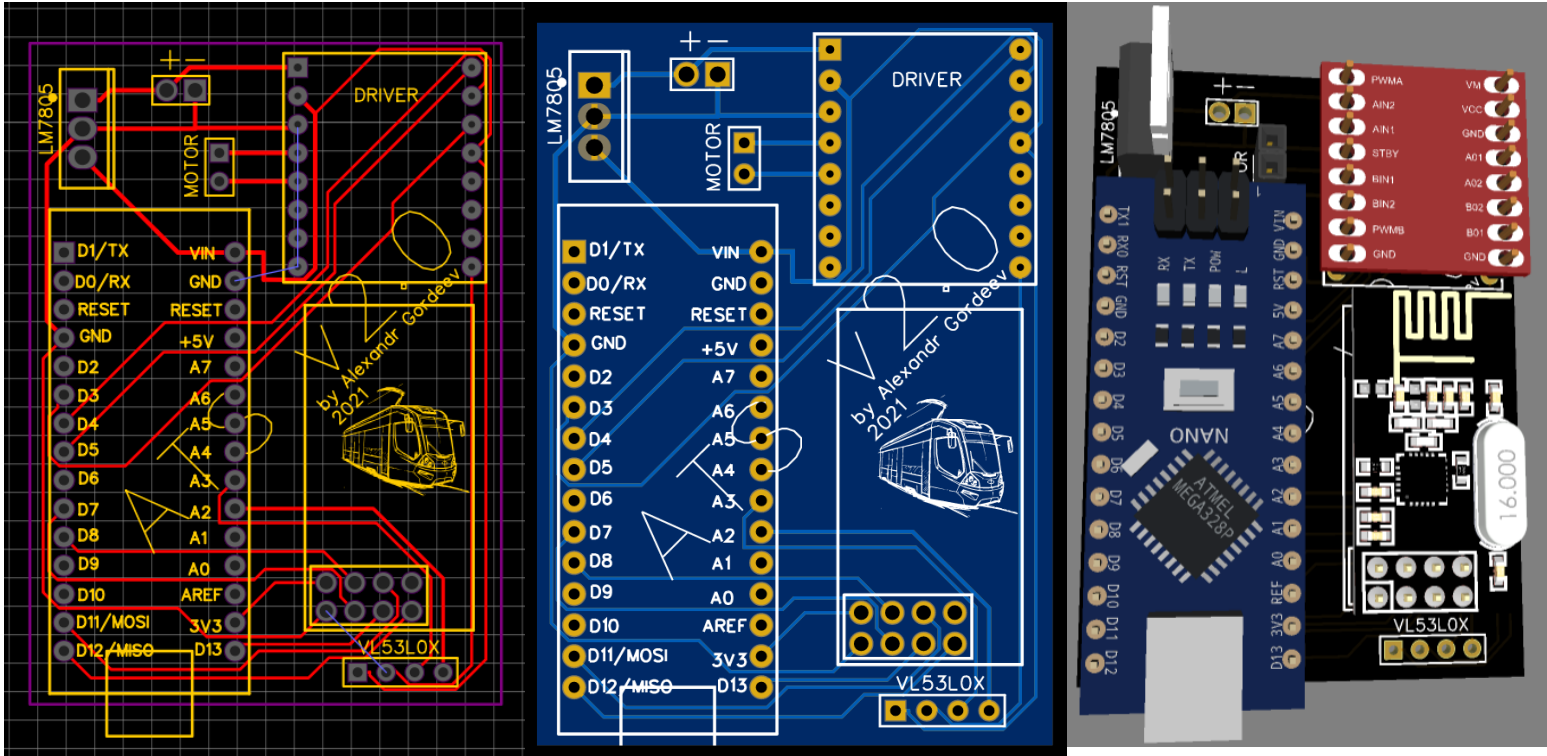 + −
LM7805
DRIVER
MOTOR
D1/TX VIN
D0/RX GND
RESET RESET
GND +5V
D2 A7
D3 A6
D4 A5
D5 A4
D6 A3
D7 A2
D8 A1
D9 A0
D10 AREF
D11/MOSI 3V3
D12/MISO D13
V2
by Alexandr Gordeev
2021
VL53L0X
+ −
LM7805
DRIVER
MOTOR
D1/TX VIN
D0/RX GND
RESET RESET
GND +5V
D2 A7
D3 A6
D4 A5
D5 A4
D6 A3
D7 A2
D8 A1
D9 A0
D10 AREF
D11/MOSI 3V3
D12/MISO D13
V2
by Alexandr Gordeev
2021
VL53L0X
+ −
LM7805
PWMA VM
AIN2 VCC
AIN1 GND
STBY A01
BIN1 A02
BIN2 B02
PWMB B01
GND GND
TX1 VIN
RX0 GND
RST RST
GND 5V
D2 A7
D3 A6
D4 A5
D5 A4
D6 A3
D7 A2
D8 A1
D9 A0
D10 REF
D11 3V3
D12 D13
RX TX POW L
NANO
ATMEL
MEGA328P
16.000
VL53L0X